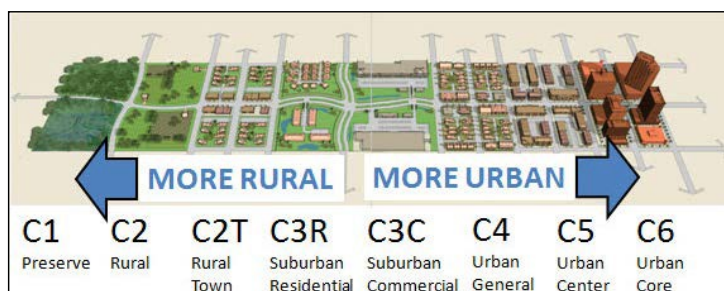 MORE RURAL
MORE URBAN
C1 C2 C2T C3R C3C C4 C5 C6
Preserve Rural Rural Suburban Suburban Urban Urban Urban
Town Residential Commercial General Center Core